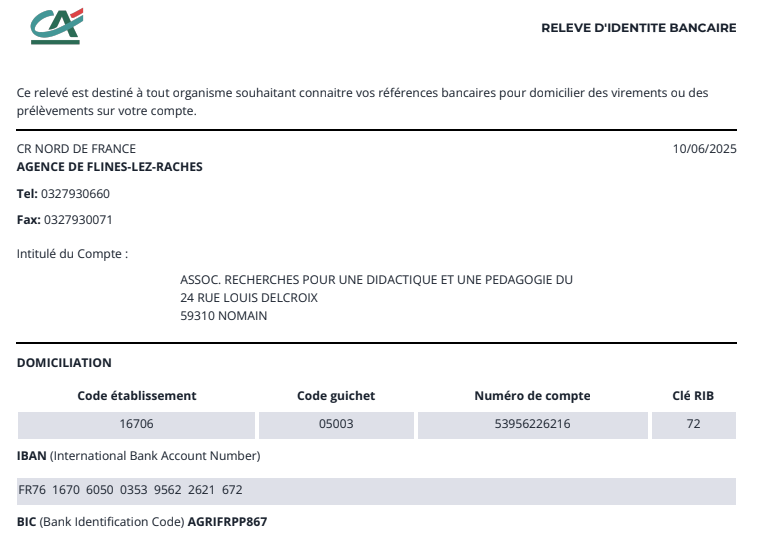 CA
RELEVE D'IDENTITE BANCAIRE
Ce relevé est destiné à tout organisme souhaitant connaitre vos références bancaires pour domicilier des virements ou des
prélèvements sur votre compte.
CR NORD DE FRANCE 10/06/2025
AGENCE DE FLINES-LEZ-RACHES
Tel: 0327930660
Fax: 0327930071
Intitulé du Compte :
ASSOC. RECHERCHES POUR UNE DIDACTIQUE ET UNE PEDAGOGIE DU
24 RUE LOUIS DELCROIX
59310 NOMAIN
DOMICILIATION
Code établissement Code guichet Numéro de compte Clé RIB
16706 05003 53956226216 72
IBAN (International Bank Account Number)
FR76 1670 6050 0353 9562 2621 672
BIC (Bank Identification Code) AGRIFRPP867